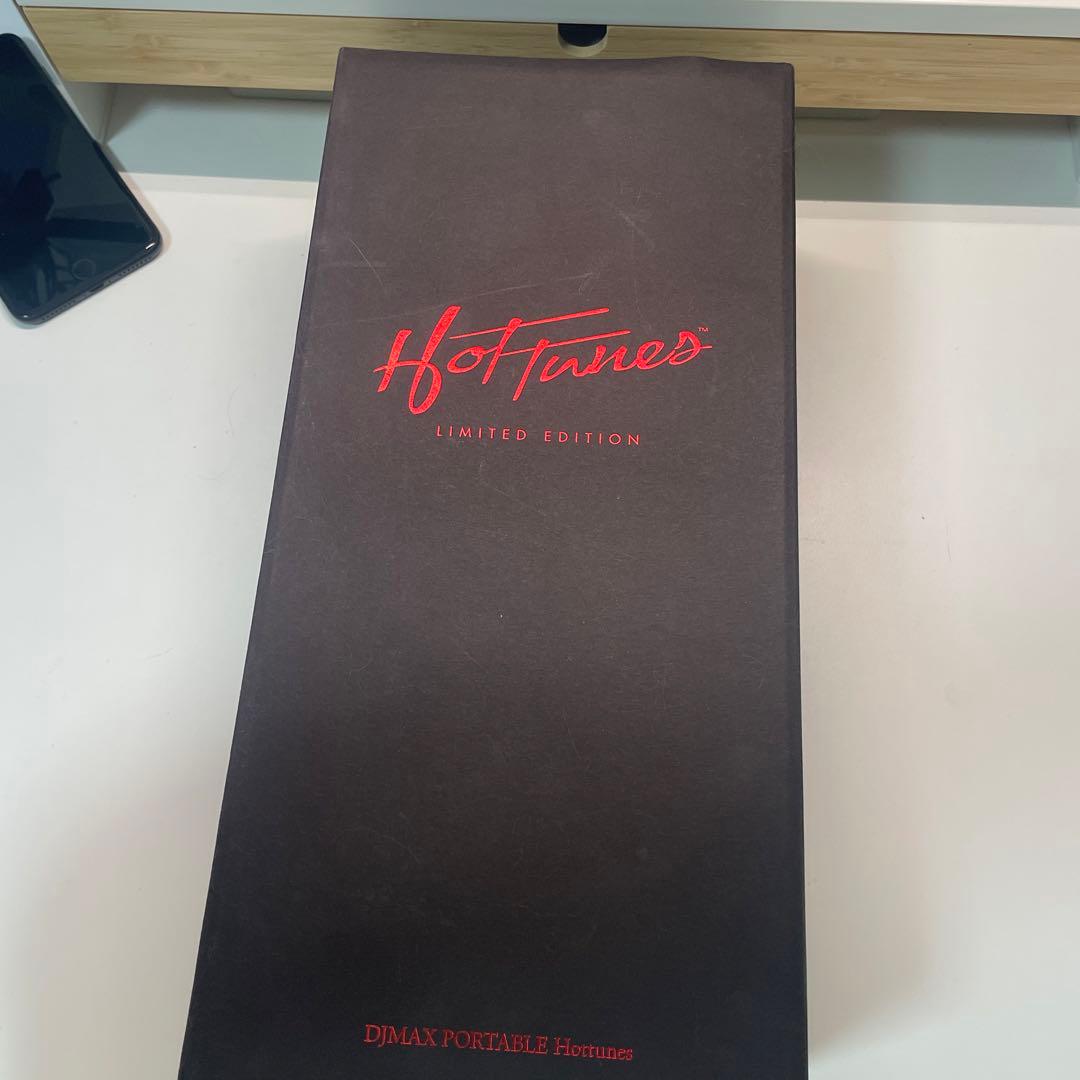 HotTunes™
LIMITED EDITION
DJMAX PORTABLE Hottunes